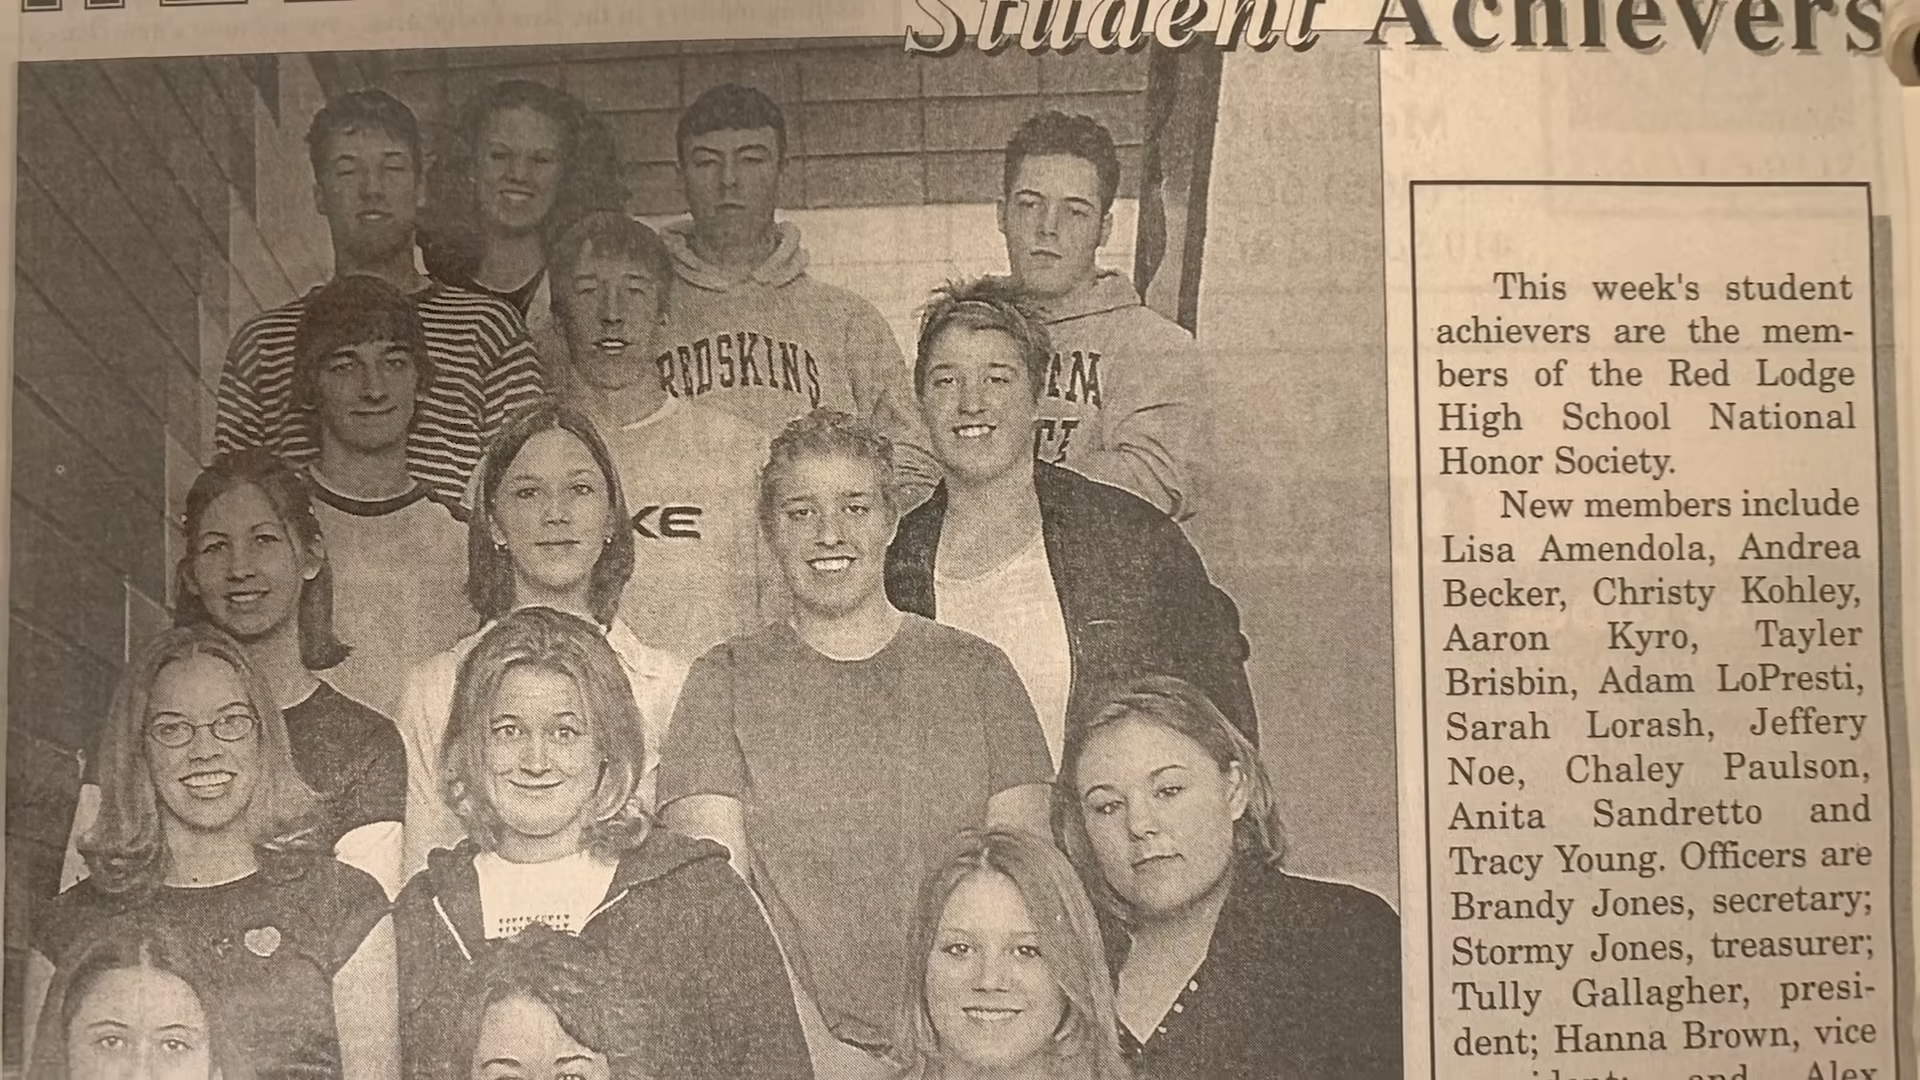 Student Achievers
REDSKINS
KE
This week's student
achievers are the mem-
bers of the Red Lodge
High School National
Honor Society.
New members include
Lisa Amendola, Andrea
Becker, Christy Kohley,
Aaron Kyro, Tayler
Brisbin, Adam LoPresti,
Sarah Lorash, Jeffery
Noe, Chaley Paulson,
Anita Sandretto and
Tracy Young. Officers are
Brandy Jones, secretary;
Stormy Jones, treasurer;
Tully Gallagher, presi-
dent; Hanna Brown, vice
and Alex